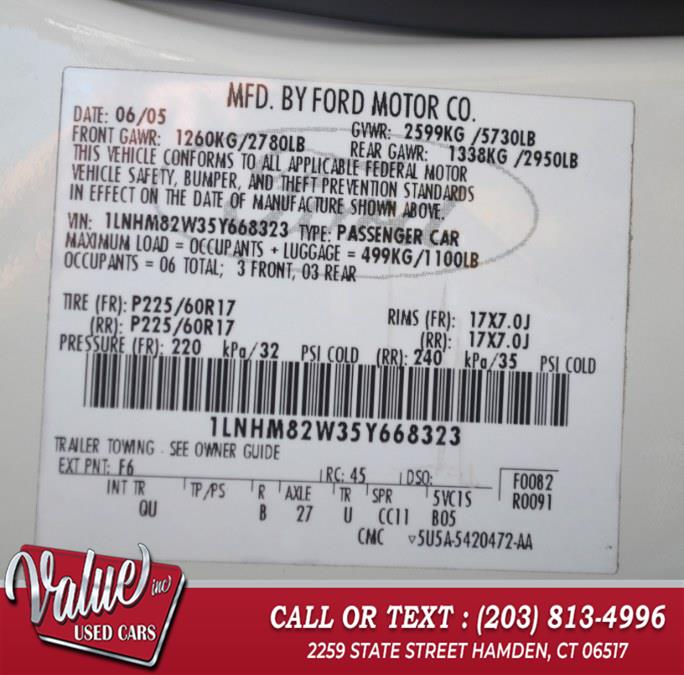 MFD. BY FORD MOTOR CO.
DATE: 06/05 GVWR: 2599KG /5730LB
FRONT GAWR: 1260KG/2780LB REAR GAWR: 1338KG /2950LB
THIS VEHICLE CONFORMS TO ALL APPLICABLE FEDERAL MOTOR
VEHICLE SAFETY, BUMPER, AND THEFT PREVENTION STANDARDS
IN EFFECT ON THE DATE OF MANUFACTURE SHOWN ABOVE.
VIN: 1LNHM82W35Y668323 TYPE: PASSENGER CAR
MAXIMUM LOAD = OCCUPANTS + LUGGAGE = 499KG/1100LB
OCCUPANTS = 06 TOTAL; 3 FRONT, 03 REAR
TIRE (FR): P225/60R17 RIMS (FR): 17X7.0J
(RR): P225/60R17 (RR): 17X7.0J
PRESSURE (FR): 220 kPa/32 PSI COLD (RR): 240 kPa/35 PSI COLD
1LNHM82W35Y668323
TRAILER TOWING - SEE OWNER GUIDE
EXT PNT: F6 RC: 45 DSO: F0082
INT TR TP/PS R AXLE TR SPR 5VC1S R0091
QU B 27 U CC11 B05
CMC ▿5U5A-5420472-AA
Value inc
USED CARS
CALL OR TEXT : (203) 813-4996
2259 STATE STREET HAMDEN, CT 06517